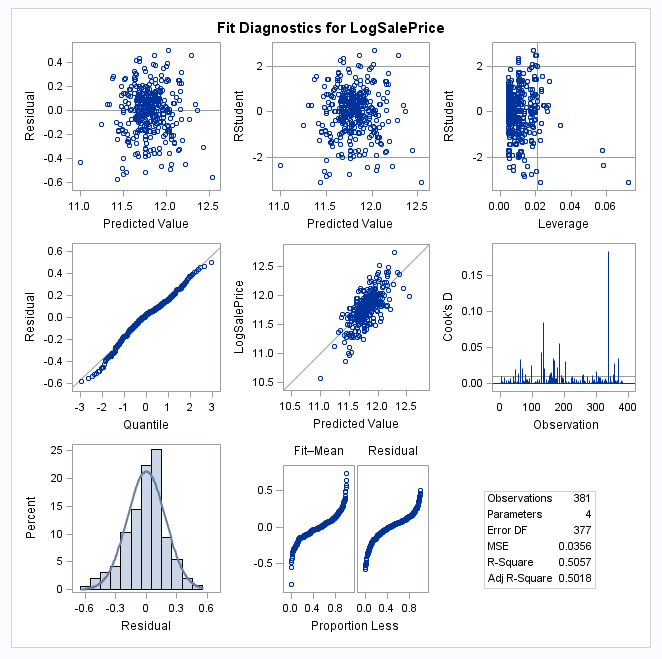 Fit Diagnostics for LogSalePrice
Residual
0.4
0.2
0.0
-0.2
-0.4
-0.6
11.0 11.5 12.0 12.5
Predicted Value
RStudent
2
0
-2
11.0 11.5 12.0 12.5
Predicted Value
RStudent
2
0
-2
0.00 0.02 0.04 0.06
Leverage
Residual
0.6
0.4
0.2
0.0
-0.2
-0.4
-0.6
-3 -2 -1 0 1 2 3
Quantile
LogSalePrice
12.5
12.0
11.5
11.0
10.5
10.5 11.0 11.5 12.0 12.5
Predicted Value
Cook's D
0.15
0.10
0.05
0.00
0 100 200 300 400
Observation
Percent
25
20
15
10
5
0
-0.6 -0.3 0 0.3 0.6
Residual
Fit–Mean Residual
0.5
0.0
-0.5
0.0 0.4 0.8 0.0 0.4 0.8
Proportion Less
Observations 381
Parameters 4
Error DF 377
MSE 0.0356
R-Square 0.5057
Adj R-Square 0.5018